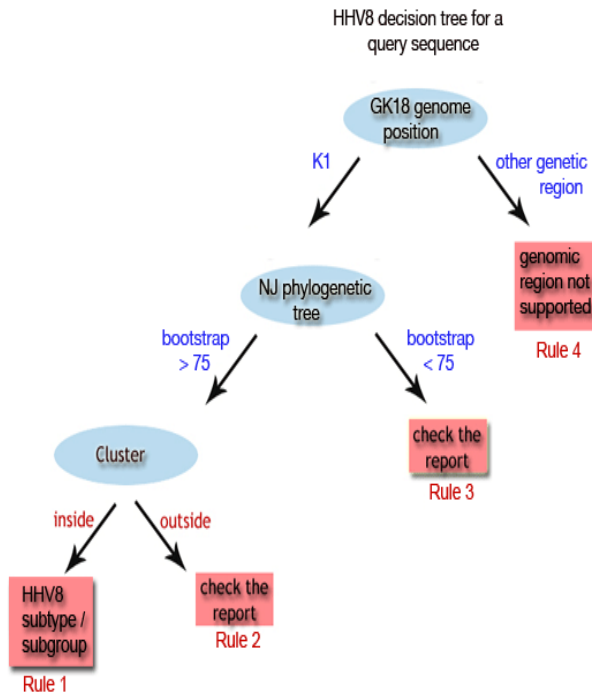 HHV8 decision tree for a
query sequence
GK18 genome
position
K1
other genetic
region
genomic
region not
supported
Rule 4
NJ phylogenetic
tree
bootstrap
> 75
bootstrap
< 75
check the
report
Rule 3
Cluster
inside
outside
HHV8
subtype /
subgroup
Rule 1
check the
report
Rule 2